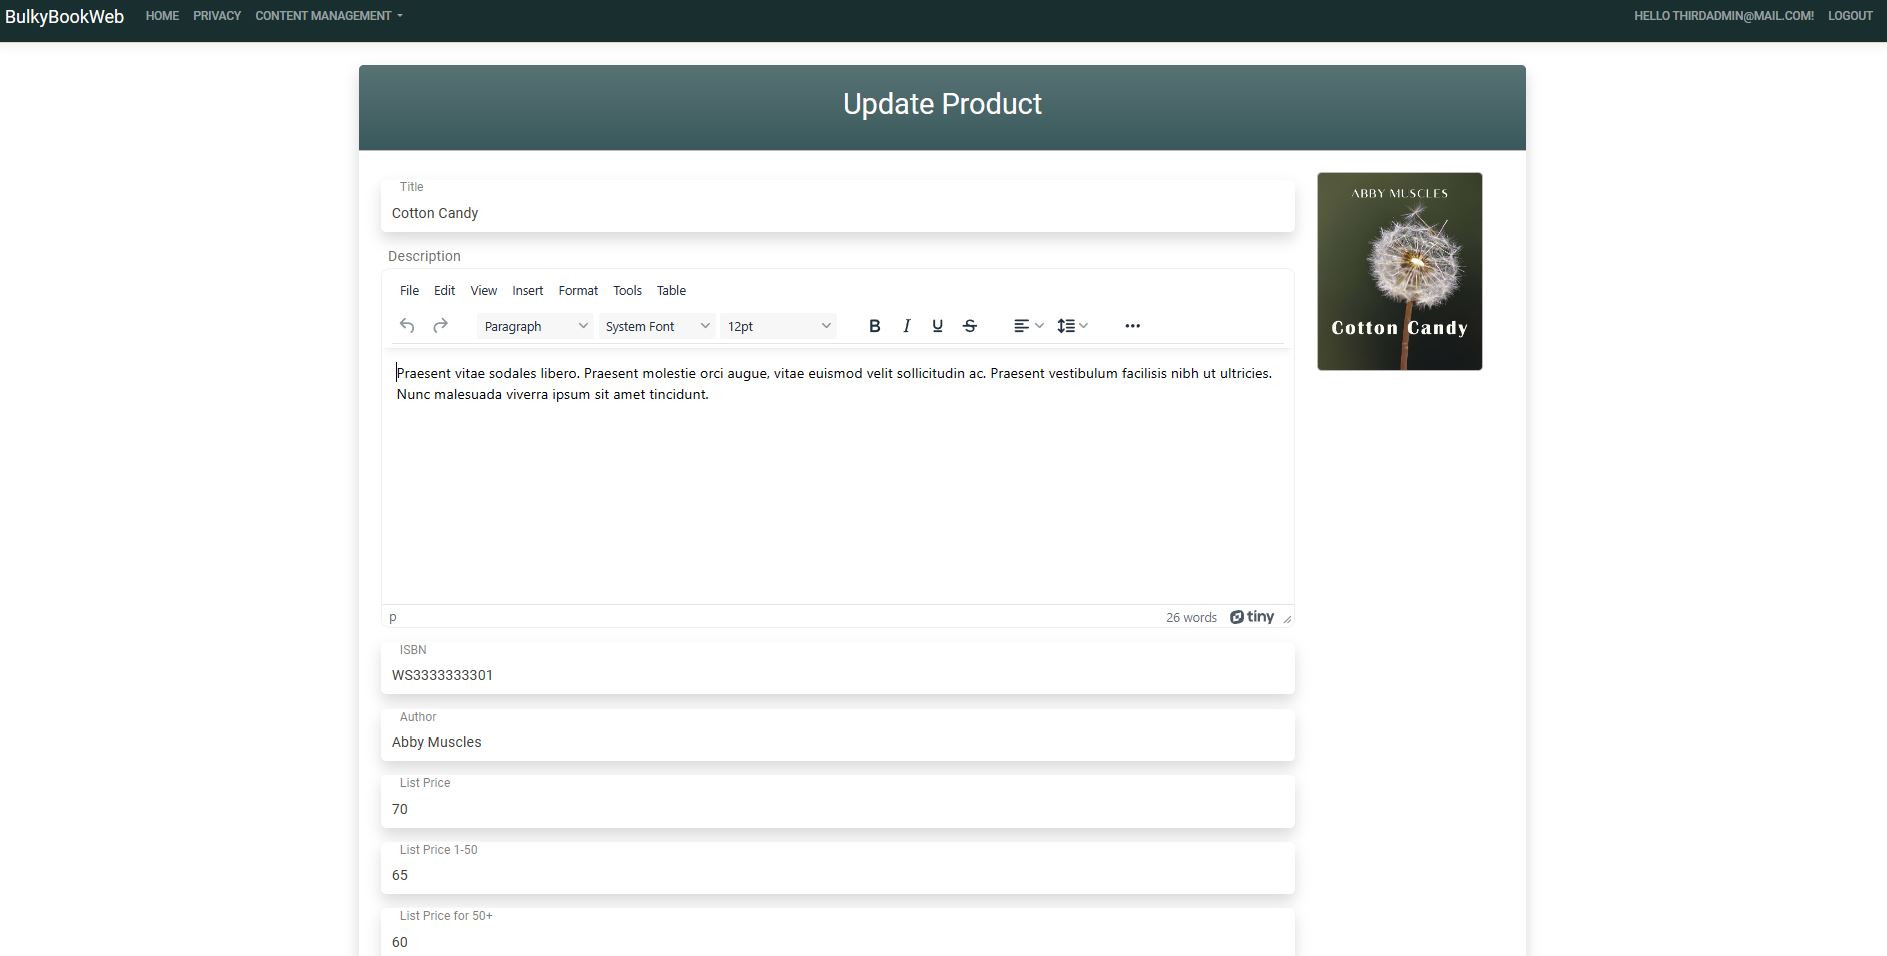 BulkyBookWeb HOME PRIVACY CONTENT MANAGEMENT HELLO THIRDADMIN@MAIL.COM! LOGOUT
Update Product
Title
Cotton Candy
ABBY MUSCLES
Cotton Candy
Description
File Edit View Insert Format Tools Table
Paragraph System Font 12pt B I U S ...
Praesent vitae sodales libero. Praesent molestie orci augue, vitae euismod velit sollicitudin ac. Praesent vestibulum facilisis nibh ut ultricies.
Nunc malesuada viverra ipsum sit amet tincidunt.
p 26 words tiny
ISBN
WS3333333301
Author
Abby Muscles
List Price
70
List Price 1-50
65
List Price for 50+
60